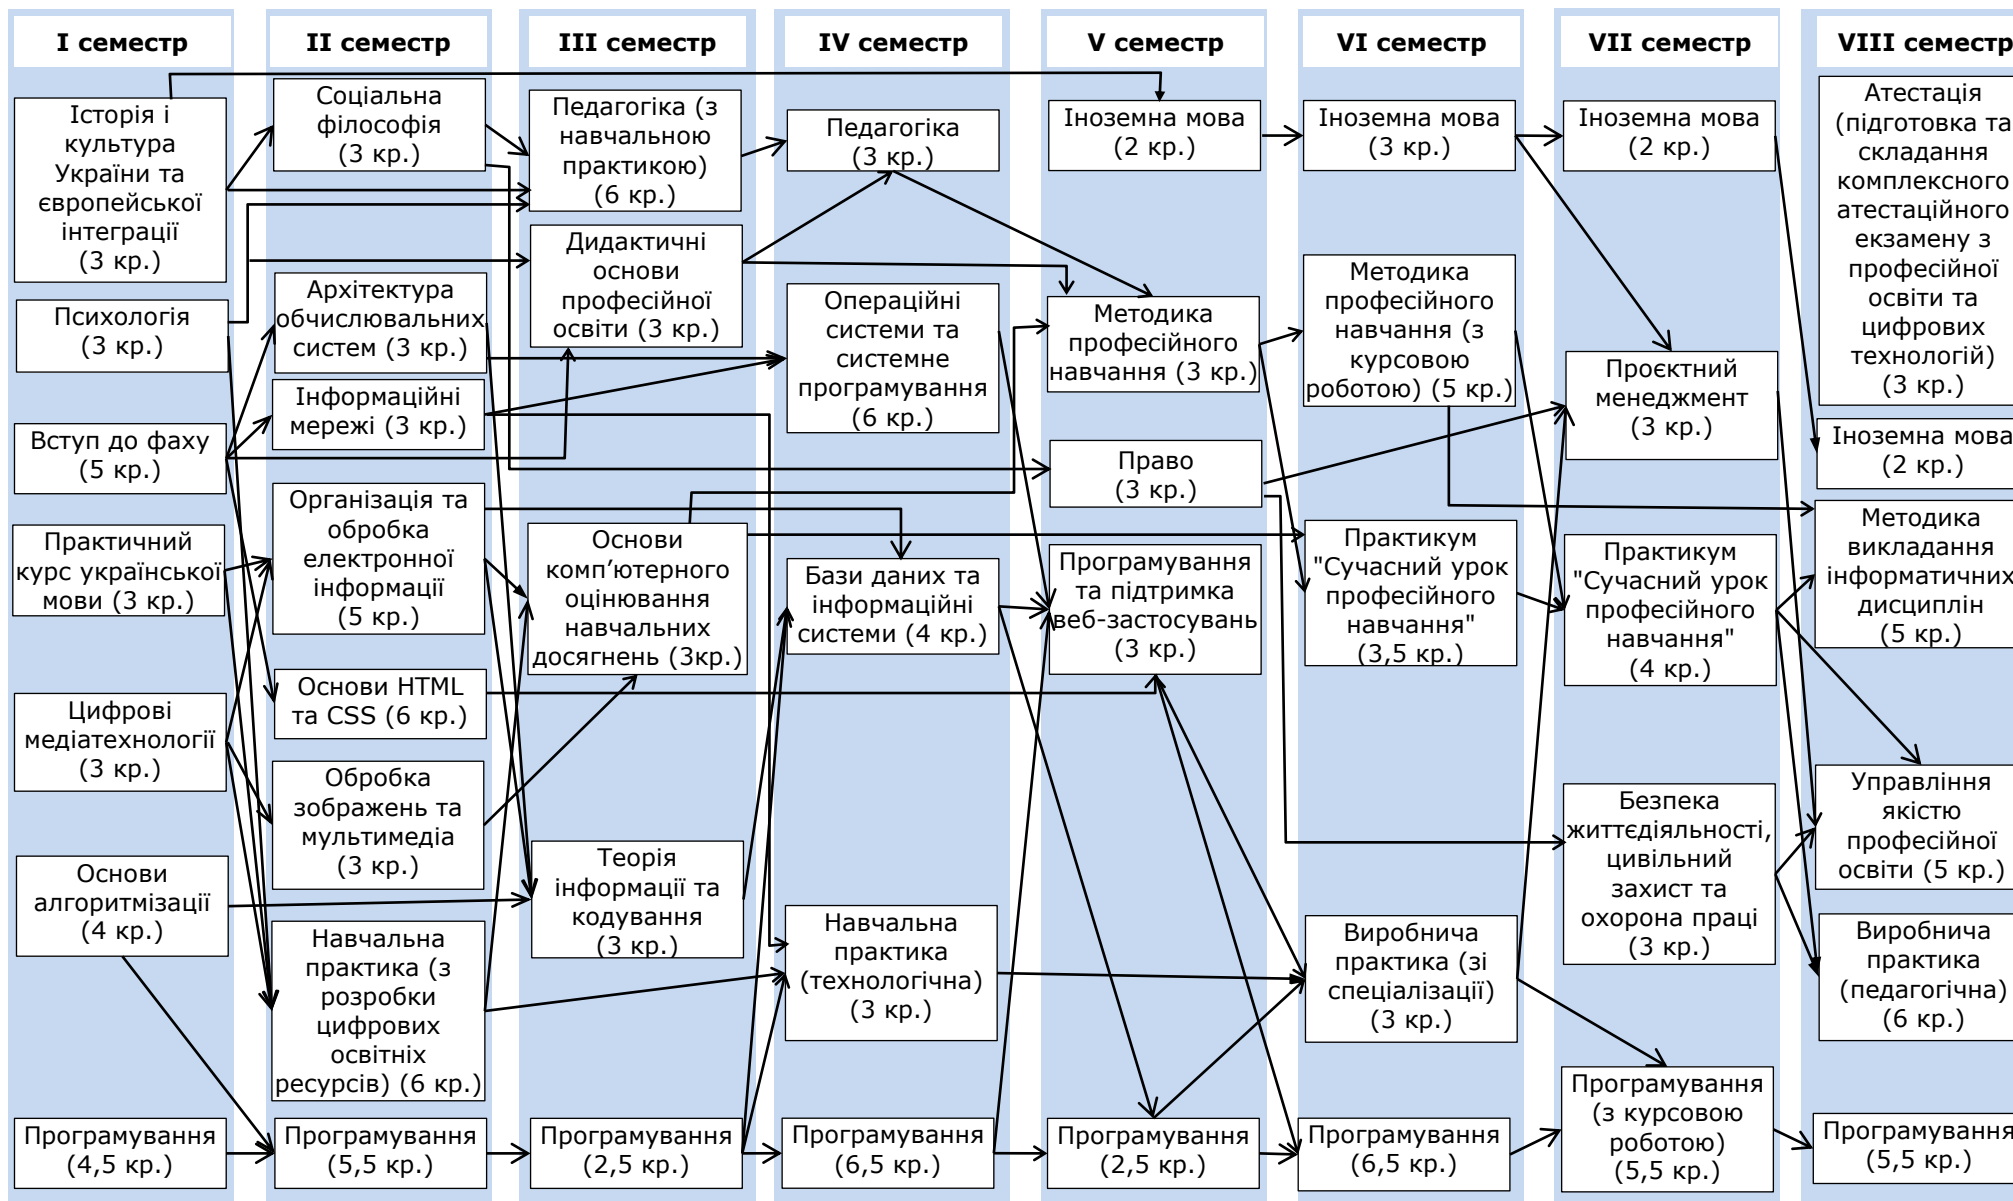 I семестр
Історія і
культура
України та
європейської
інтеграції
(3 кр.)
Психологія
(3 кр.)
Вступ до фаху
(5 кр.)
Практичний
курс української
мови (3 кр.)
Цифрові
медіатехнології
(3 кр.)
Основи
алгоритмізації
(4 кр.)
Програмування
(4,5 кр.)
II семестр
Соціальна
філософія
(3 кр.)
Архітектура
обчислювальних
систем (3 кр.)
Інформаційні
мережі (3 кр.)
Організація та
обробка
електронної
інформації
(5 кр.)
Основи HTML
та CSS (6 кр.)
Обробка
зображень та
мультимедіа
(3 кр.)
Навчальна
практика (з
розробки
цифрових
освітніх
ресурсів) (6 кр.)
Програмування
(5,5 кр.)
III семестр
Педагогіка (з
навчальною
практикою)
(6 кр.)
Дидактичні
основи
професійної
освіти (3 кр.)
Основи
комп’ютерного
оцінювання
навчальних
досягнень (3кр.)
Теорія
інформації та
кодування
(3 кр.)
Програмування
(2,5 кр.)
IV семестр
Педагогіка
(3 кр.)
Операційні
системи та
системне
програмування
(6 кр.)
Бази даних та
інформаційні
системи (4 кр.)
Навчальна
практика
(технологічна)
(3 кр.)
Програмування
(6,5 кр.)
V семестр
Іноземна мова
(2 кр.)
Методика
професійного
навчання (3 кр.)
Право
(3 кр.)
Програмування
та підтримка
веб-застосувань
(3 кр.)
Програмування
(2,5 кр.)
VI семестр
Іноземна мова
(3 кр.)
Методика
професійного
навчання (з
курсовою
роботою) (5 кр.)
Практикум
"Сучасний урок
професійного
навчання"
(3,5 кр.)
Виробнича
практика (зі
спеціалізації)
(3 кр.)
Програмування
(6,5 кр.)
VII семестр
Іноземна мова
(2 кр.)
Проєктний
менеджмент
(3 кр.)
Практикум
"Сучасний урок
професійного
навчання"
(4 кр.)
Безпека
життєдіяльності,
цивільний
захист та
охорона праці
(3 кр.)
Програмування
(з курсовою
роботою)
(5,5 кр.)
VIII семестр
Атестація
(підготовка та
складання
комплексного
атестаційного
екзамену з
професійної
освіти та
цифрових
технологій)
(3 кр.)
Іноземна мова
(2 кр.)
Методика
викладання
інформатичних
дисциплін
(5 кр.)
Управління
якістю
професійної
освіти (5 кр.)
Виробнича
практика
(педагогічна)
(6 кр.)
Програмування
(5,5 кр.)